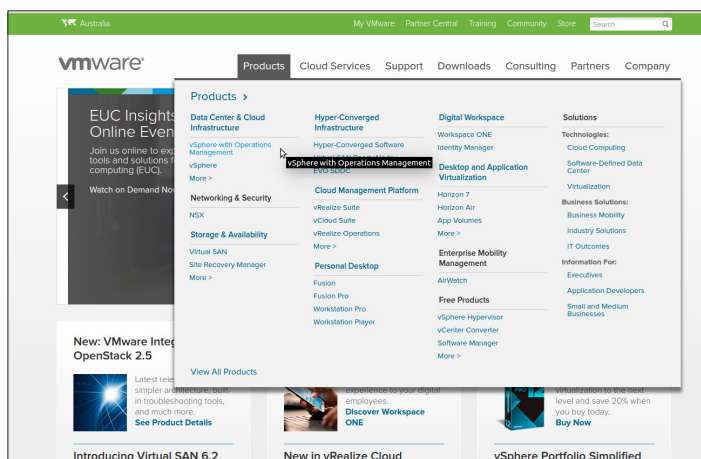 Australia
My VMware Partner Central Training Community Store Search
vmware®
Products Cloud Services Support Downloads Consulting Partners Company
EUC Insights
Online Even
Join us online to exp
tools and solutions f
computing (EUC).
Watch on Demand Now
Products >
Data Center & Cloud
Infrastructure
vSphere with Operations
Management
vSphere
More >
Networking & Security
NSX
Storage & Availability
Virtual SAN
Site Recovery Manager
More >
View All Products
Hyper-Converged
Infrastructure
Hyper-Converged Software
vSphere with Operations Management
EVO SDDC
Cloud Management Platform
vRealize Suite
vCloud Suite
vRealize Operations
More >
Personal Desktop
Fusion
Fusion Pro
Workstation Pro
Workstation Player
Digital Workspace
Workspace ONE
Identity Manager
Desktop and Application
Virtualization
Horizon 7
Horizon Air
App Volumes
More >
Enterprise Mobility
Management
AirWatch
Free Products
vSphere Hypervisor
vCenter Converter
Software Manager
More >
Solutions
Technologies:
Cloud Computing
Software-Defined Data
Center
Virtualization
Business Solutions:
Business Mobility
Industry Solutions
IT Outcomes
Information For:
Executives
Application Developers
Small and Medium
Businesses
New: VMware Integ
OpenStack 2.5
Latest rele
simpler architecture, built-
in troubleshooting tools,
and much more.
See Product Details
experience to your digital
employees.
Discover Workspace
ONE
virtualization to the next
level and save 20% when
you buy today.
Buy Now
Introducing Virtual SAN 6.2
New in vRealize Cloud
vSphere Portfolio Simplified